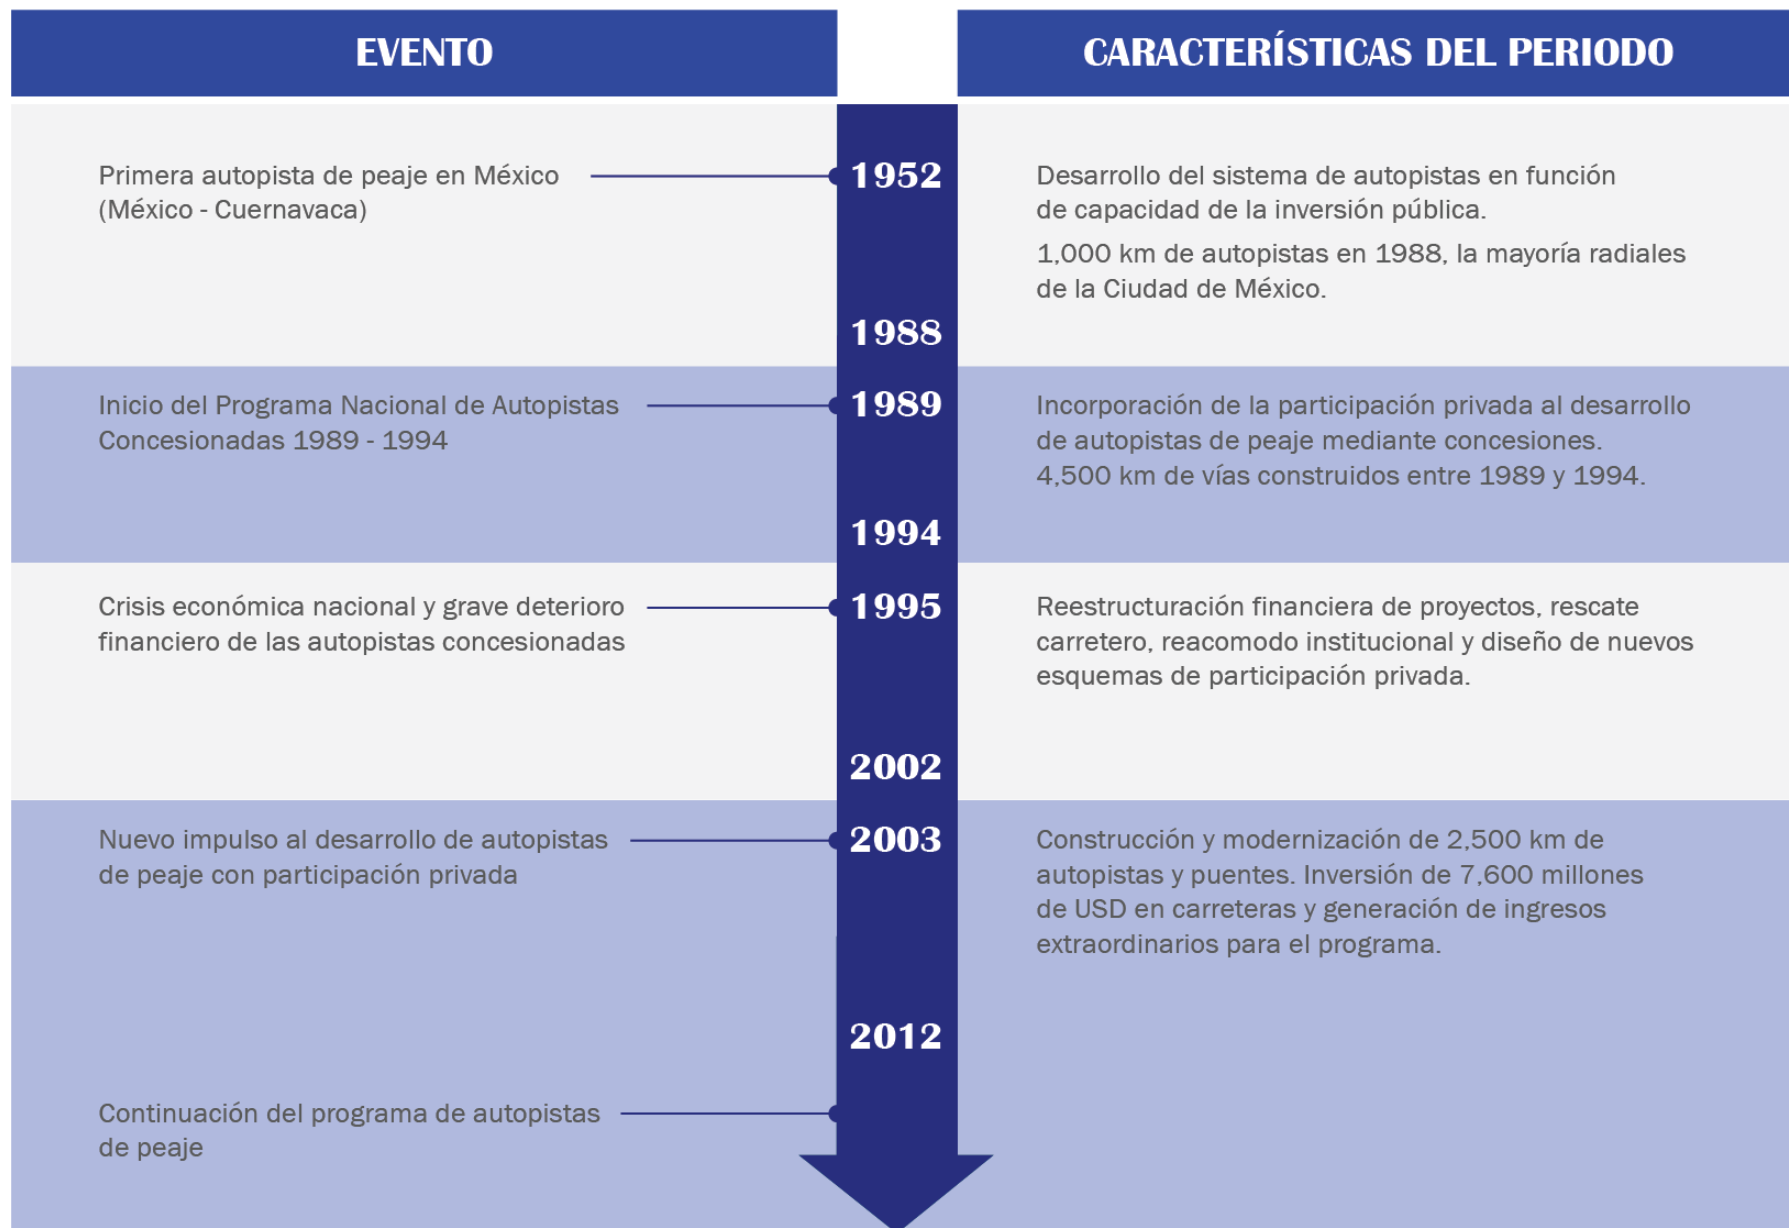 EVENTO
CARACTERÍSTICAS DEL PERIODO
Primera autopista de peaje en México
(México - Cuernavaca)
1952
Desarrollo del sistema de autopistas en función
de capacidad de la inversión pública.
1,000 km de autopistas en 1988, la mayoría radiales
de la Ciudad de México.
1988
Inicio del Programa Nacional de Autopistas
Concesionadas 1989 - 1994
1989
Incorporación de la participación privada al desarrollo
de autopistas de peaje mediante concesiones.
4,500 km de vías construidos entre 1989 y 1994.
1994
Crisis económica nacional y grave deterioro
financiero de las autopistas concesionadas
1995
Reestructuración financiera de proyectos, rescate
carretero, reacomodo institucional y diseño de nuevos
esquemas de participación privada.
2002
Nuevo impulso al desarrollo de autopistas
de peaje con participación privada
2003
Construcción y modernización de 2,500 km de
autopistas y puentes. Inversión de 7,600 millones
de USD en carreteras y generación de ingresos
extraordinarios para el programa.
2012
Continuación del programa de autopistas
de peaje